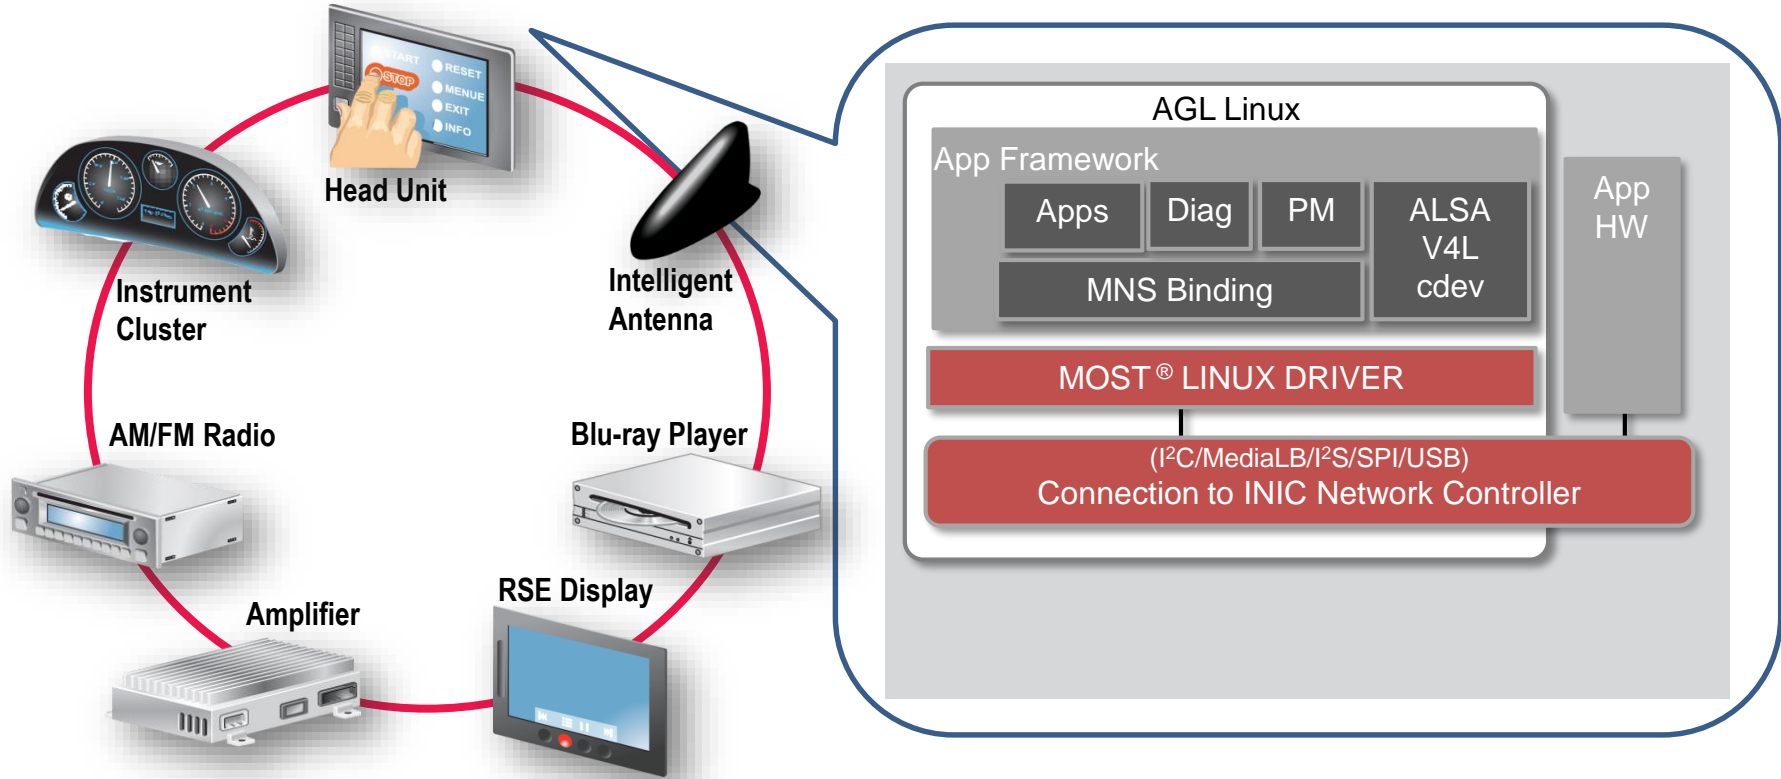 START
STOP
RESET
MENUE
EXIT
INFO
Head Unit
Instrument
Cluster
Intelligent
Antenna
AM/FM Radio
Blu-ray Player
Amplifier
RSE Display
AGL Linux
App Framework
Apps
Diag
PM
ALSA
V4L
cdev
MNS Binding
App
HW
MOST® LINUX DRIVER
(I²C/MediaLB/I²S/SPI/USB)
Connection to INIC Network Controller